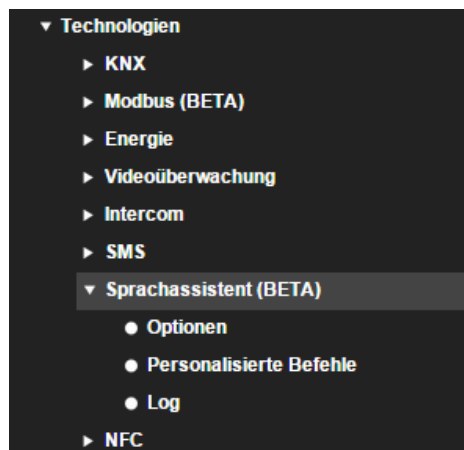 Technologien
KNX
Modbus (BETA)
Energie
Videoüberwachung
Intercom
SMS
Sprachassistent (BETA)
Optionen
Personalisierte Befehle
Log
NFC